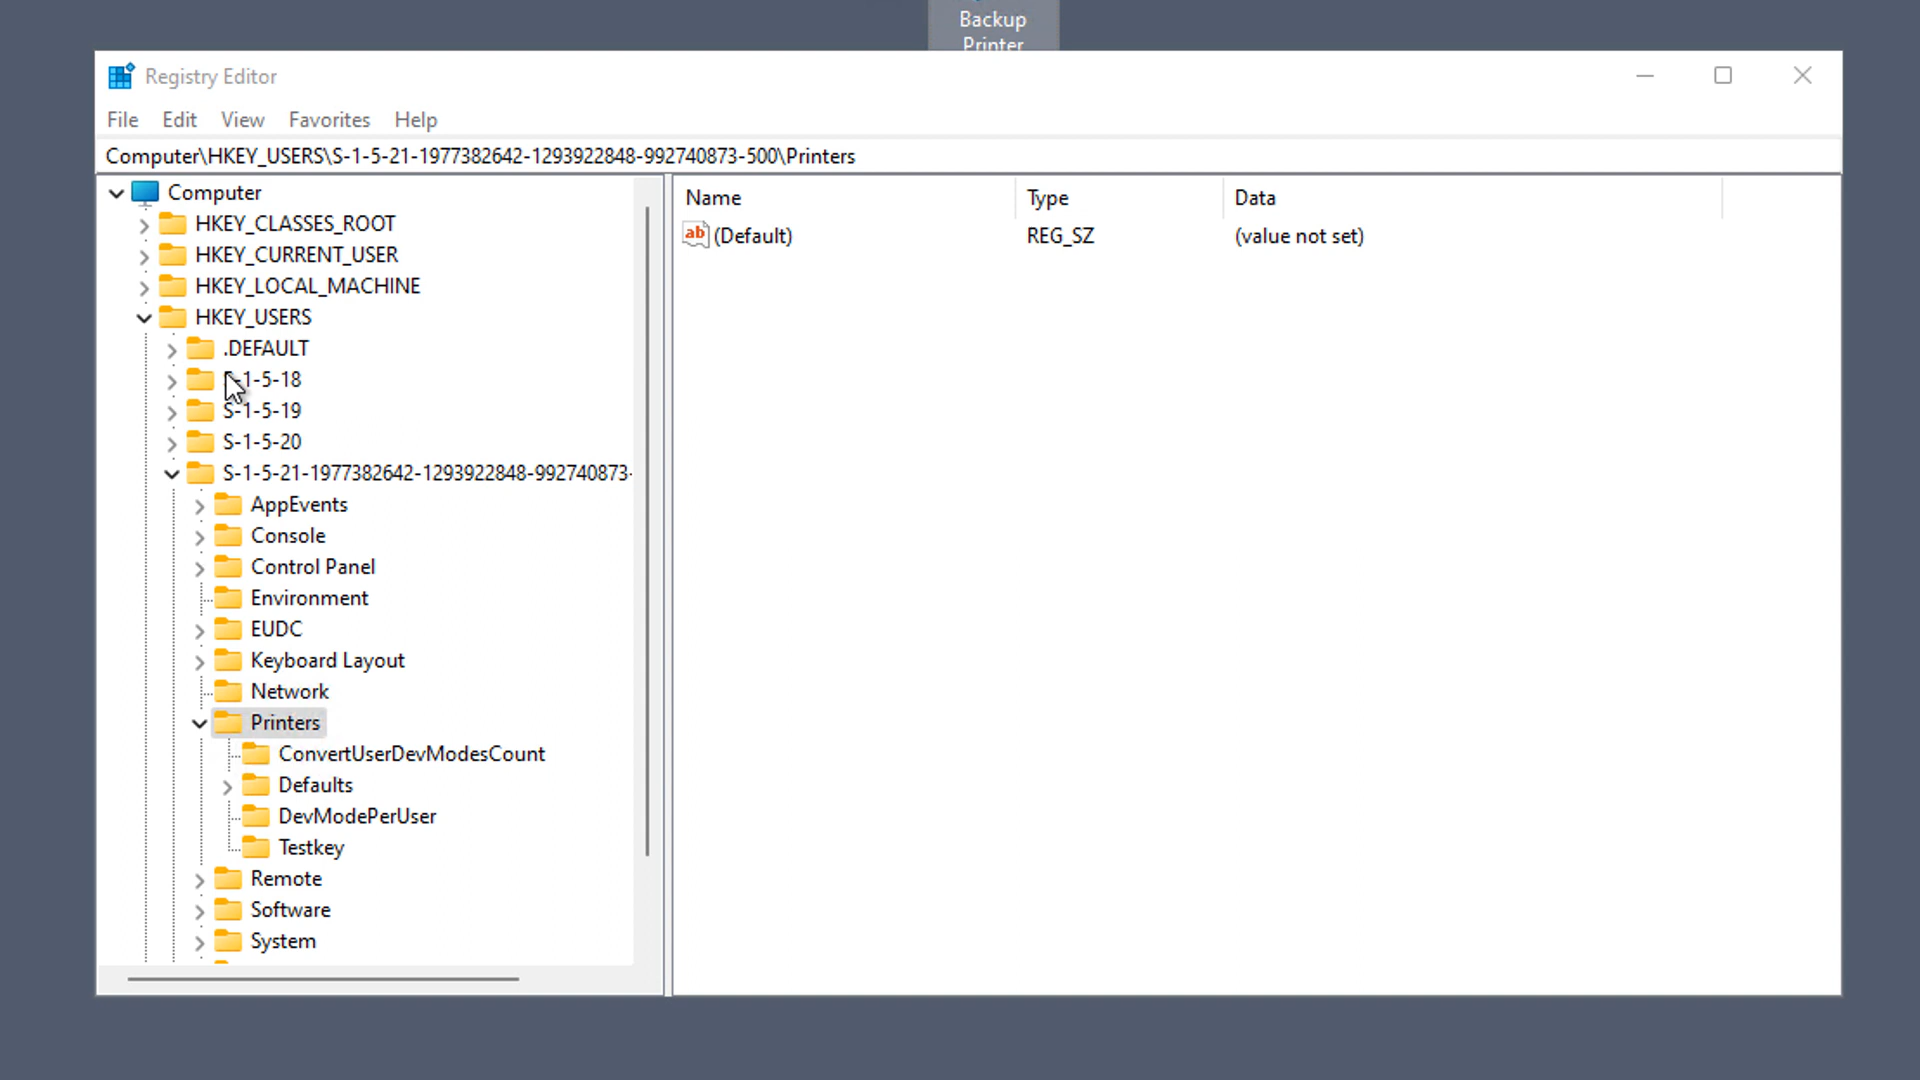 Backup
Printer
Registry Editor
File Edit View Favorites Help
Computer\HKEY_USERS\S-1-5-21-1977382642-1293922848-992740873-500\Printers
Computer
HKEY_CLASSES_ROOT
HKEY_CURRENT_USER
HKEY_LOCAL_MACHINE
HKEY_USERS
.DEFAULT
S-1-5-18
S-1-5-19
S-1-5-20
S-1-5-21-1977382642-1293922848-992740873-
AppEvents
Console
Control Panel
Environment
EUDC
Keyboard Layout
Network
Printers
ConvertUserDevModesCount
Defaults
DevModePerUser
Testkey
Remote
Software
System
Name Type Data
ab (Default) REG_SZ (value not set)